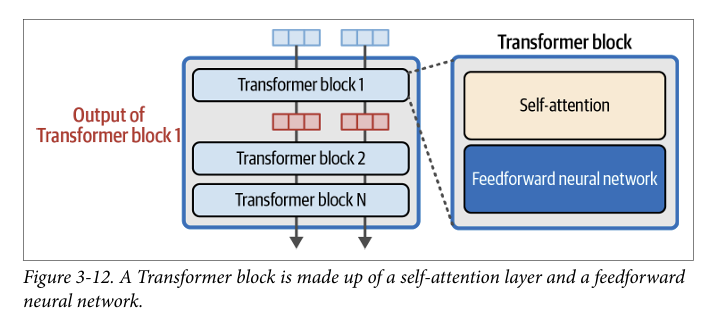 Transformer block
Transformer block 1
Self-attention
Output of
Transformer block 1
Transformer block 2
Feedforward neural network
Transformer block N
Figure 3-12. A Transformer block is made up of a self-attention layer and a feedforward
neural network.